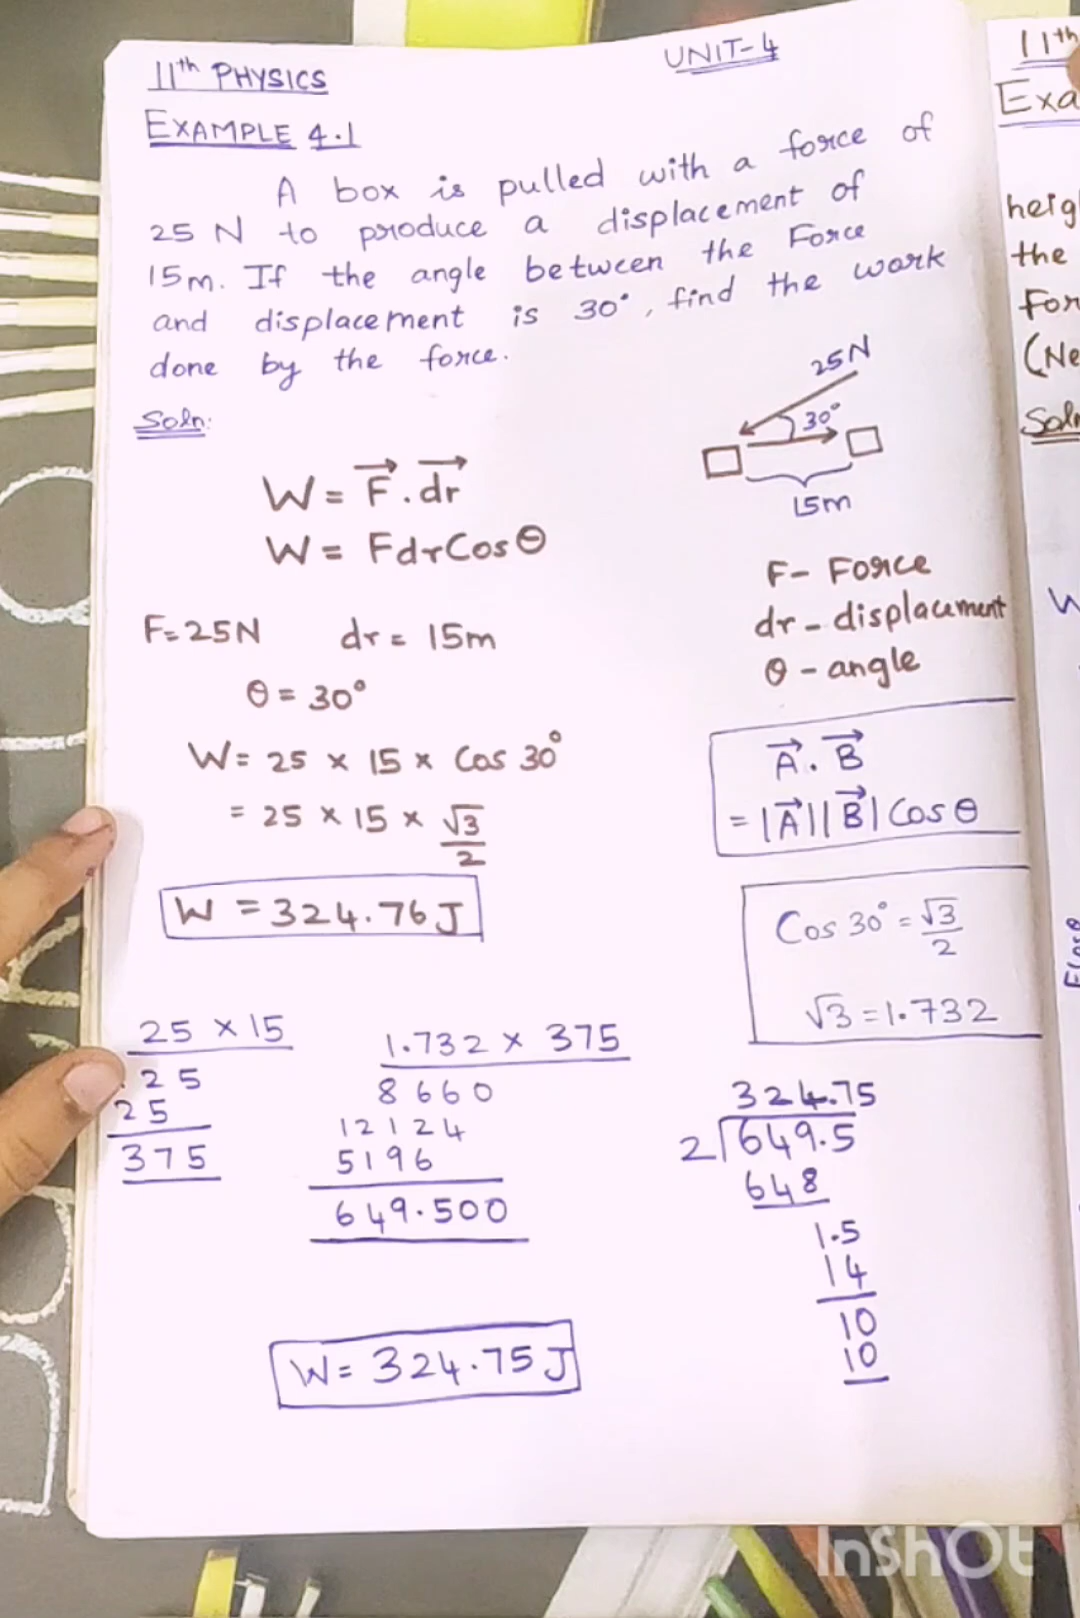 11th PHYSICS
UNIT-4
EXAMPLE 4.1
A box is pulled with a force of
25 N to produce a displacement of
15m. If the angle between the Force
and displacement is 30°, find the work
done by the force.
Soln:
25N
30°
15m
W = F⃗ . dr⃗
W = FdrCosθ
F- Force
dr - displacement
θ - angle
F=25N dr = 15m
θ = 30°
W= 25 × 15 × Cos 30°
= 25 × 15 × √3/2
W = 324.76J
A⃗ . B⃗
= |A⃗||B⃗| Cosθ
Cos 30° = √3/2
√3 = 1.732
25 × 15
25
25
375
1.732 × 375
8660
12124
5196
649.500
324.75
2 649.5
648
1.5
14
10
10
W= 324.75J
11th
Exa
heig
the
For
(Ne
Soln
InShOt